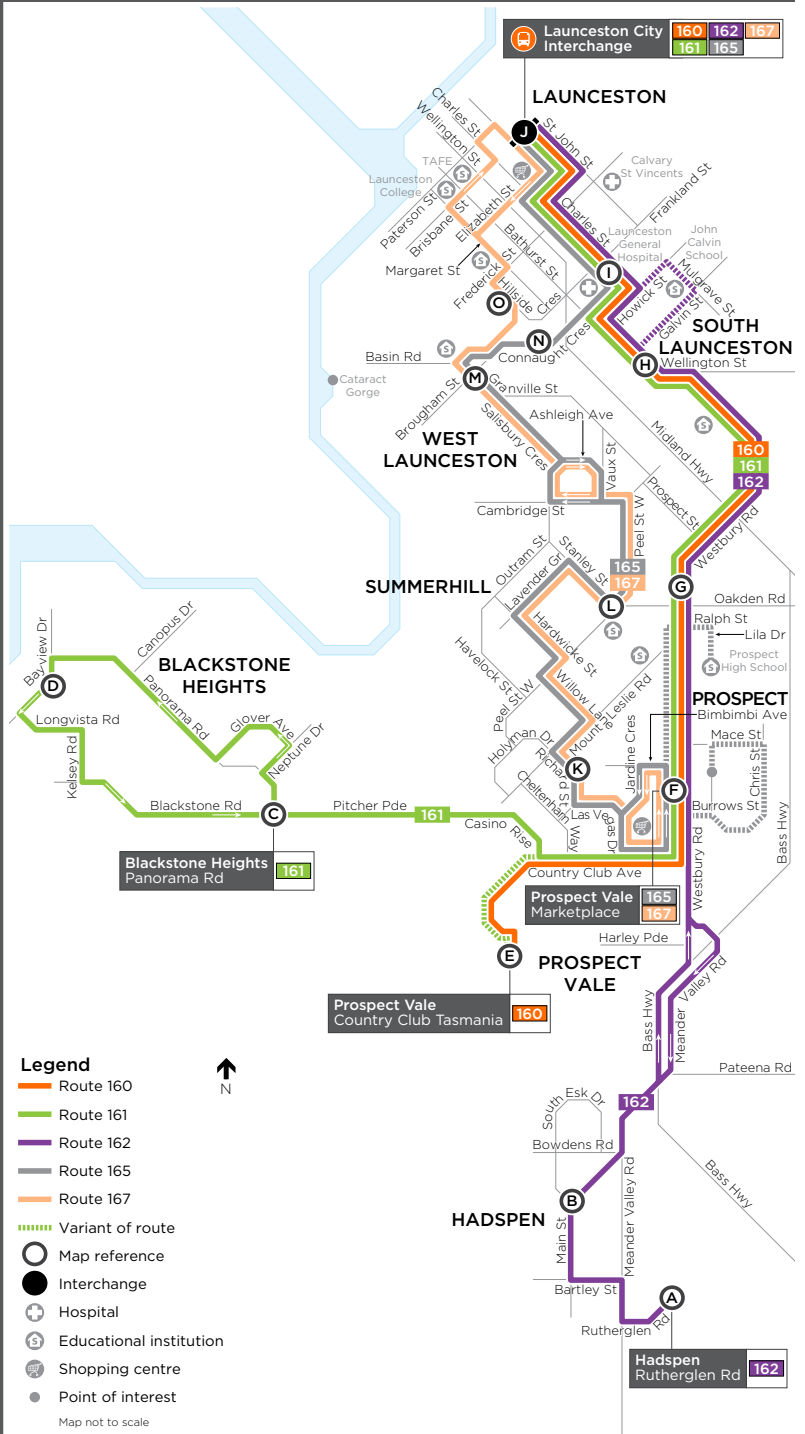 Launceston City
Interchange
160 162 167
161 165
LAUNCESTON
J
St John St
Charles St
Wellington St
TAFE
Launceston
College
Paterson St
Brisbane St
Elizabeth St
Calvary
St Vincents
Frankland St
Charles St
Launceston
General
Hospital
John
Calvin
School
Margaret St
Bathurst St
Frederick St
Hillside
Cres
I
Mulgrave St
Howick St
Galvin St
O
SOUTH
LAUNCESTON
N
Connaught Cres
H
Wellington St
Basin Rd
Cataract
Gorge
M
Brougham St
Granville St
Salisbury Cres
Ashleigh Ave
WEST
LAUNCESTON
Vaux St
Midland Hwy
160
161
162
Cambridge St
Peel St W
Prospect St
Westbury Rd
Outram St
Stanley St
165
167
SUMMERHILL
Lavender Gr
L
G
Oakden Rd
Ralph St
Lila Dr
Prospect
High School
Hardwicke St
Canopus Dr
Bayview Dr
BLACKSTONE
HEIGHTS
D
Havelock St
Peel St W
Willow Lane
Mount Leslie Rd
PROSPECT
Bimbimbi Ave
Longvista Rd
Panorama Rd
Glover Ave
Neptune Dr
Holyman Dr
Mace St
Chris St
Kelsey Rd
K
Richard St
Jardine Cres
Cheltenham
Way
F
Blackstone Rd
C
Pitcher Pde
161
Casino
Rise
Las Vegas Dr
Burrows St
Bass Hwy
Westbury Rd
Blackstone Heights
Panorama Rd
161
Country Club Ave
Prospect Vale
Marketplace
165
167
Harley Pde
E
PROSPECT
VALE
Meander
Valley Rd
Bass Hwy
Prospect Vale
Country Club Tasmania
160
Pateena Rd
Legend
N
Route 160
Route 161
Route 162
Route 165
Route 167
Variant of route
Map reference
Interchange
Hospital
Educational institution
Shopping centre
Point of interest
Map not to scale
South Esk Dr
162
Bowdens Rd
Meander Valley Rd
Bass Hwy
B
HADSPEN
Main St
Bartley St
A
Rutherglen Rd
Hadspen
Rutherglen Rd
162